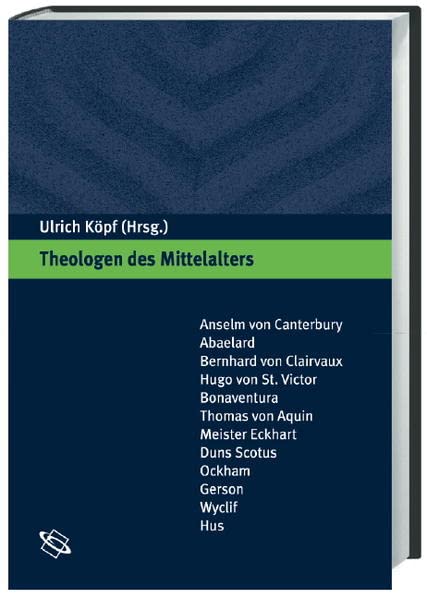 Ulrich Köpf (Hrsg.)
Theologen des Mittelalters
Anselm von Canterbury
Abaelard
Bernhard von Clairvaux
Hugo von St. Victor
Bonaventura
Thomas von Aquin
Meister Eckhart
Duns Scotus
Ockham
Gerson
Wyclif
Hus